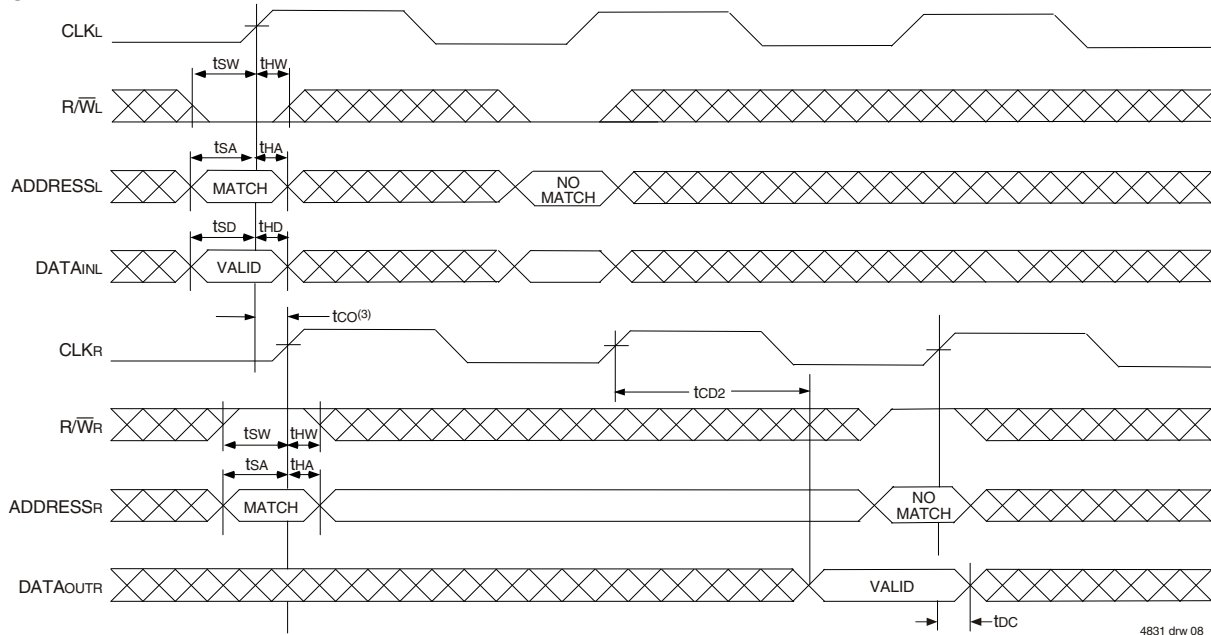 CLKL
tSW tHW
R/W̅L
tSA tHA
ADDRESSL MATCH NO MATCH
tSD tHD
DATAINL VALID
tCO(3)
CLKR
tCD2
R/W̅R
tSW tHW
tSA tHA
ADDRESSR MATCH NO MATCH
DATAOUTR VALID
tDC
4831 drw 08